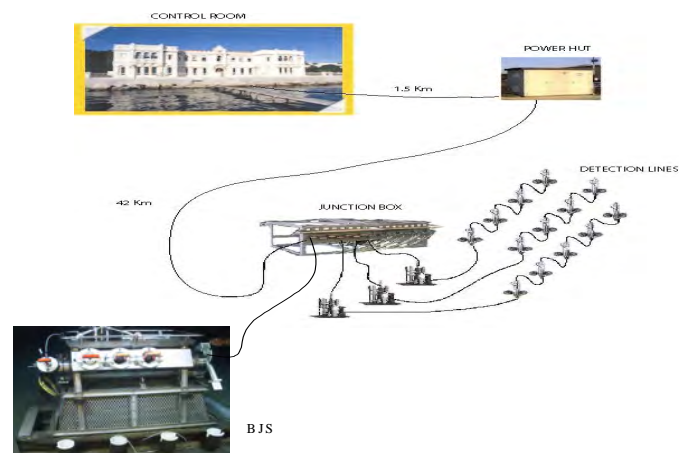 CONTROL ROOM
POWER HUT
1.5 Km
DETECTION LINES
42 Km
JUNCTION BOX
BJS